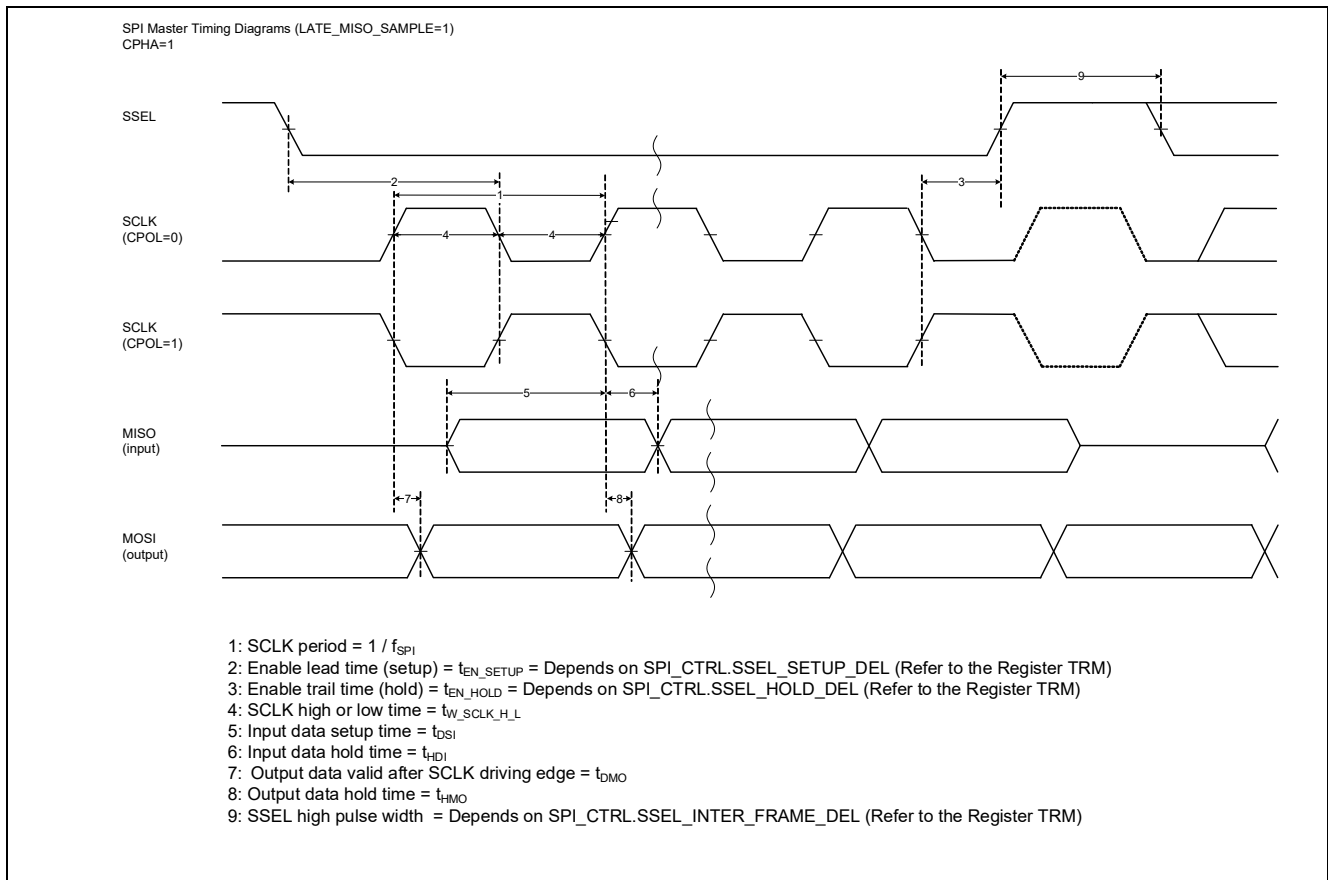 SPI Master Timing Diagrams (LATE_MISO_SAMPLE=1)
CPHA=1
9
SSEL
2
3
1
SCLK
(CPOL=0)
4
4
SCLK
(CPOL=1)
5
6
MISO
(input)
7
8
MOSI
(output)
1: SCLK period = 1 / fSPI
2: Enable lead time (setup) = tEN_SETUP = Depends on SPI_CTRL.SSEL_SETUP_DEL (Refer to the Register TRM)
3: Enable trail time (hold) = tEN_HOLD = Depends on SPI_CTRL.SSEL_HOLD_DEL (Refer to the Register TRM)
4: SCLK high or low time = tW_SCLK_H_L
5: Input data setup time = tDSI
6: Input data hold time = tHDI
7: Output data valid after SCLK driving edge = tDMO
8: Output data hold time = tHMO
9: SSEL high pulse width = Depends on SPI_CTRL.SSEL_INTER_FRAME_DEL (Refer to the Register TRM)